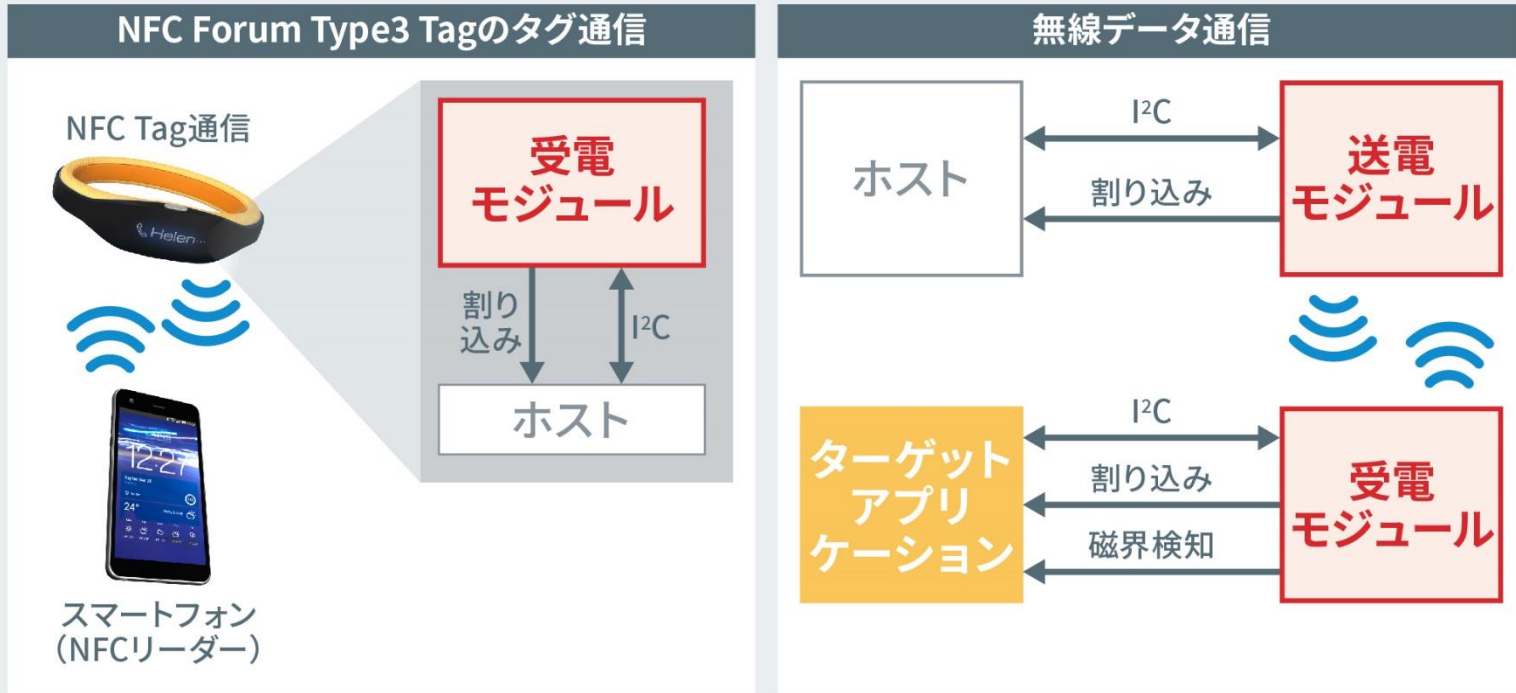 NFC Forum Type3 Tagのタグ通信
NFC Tag通信
Helen...
受電
モジュール
割り
込み
I²C
ホスト
12:27
24°
スマートフォン
（NFCリーダー）
無線データ通信
ホスト
I²C
割り込み
送電
モジュール
ターゲット
アプリ
ケーション
I²C
割り込み
磁界検知
受電
モジュール